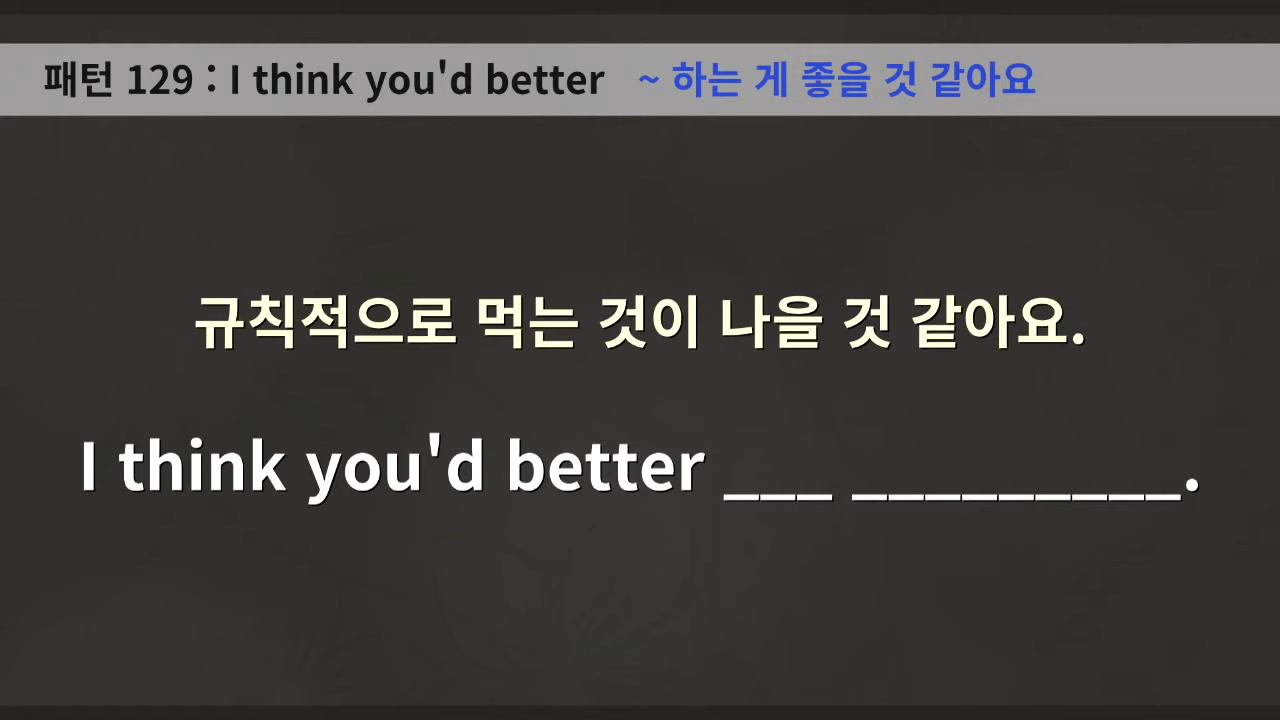 패턴 129 : I think you'd better ~ 하는 게 좋을 것 같아요
규칙적으로 먹는 것이 나을 것 같아요.
I think you'd better ___ _________.